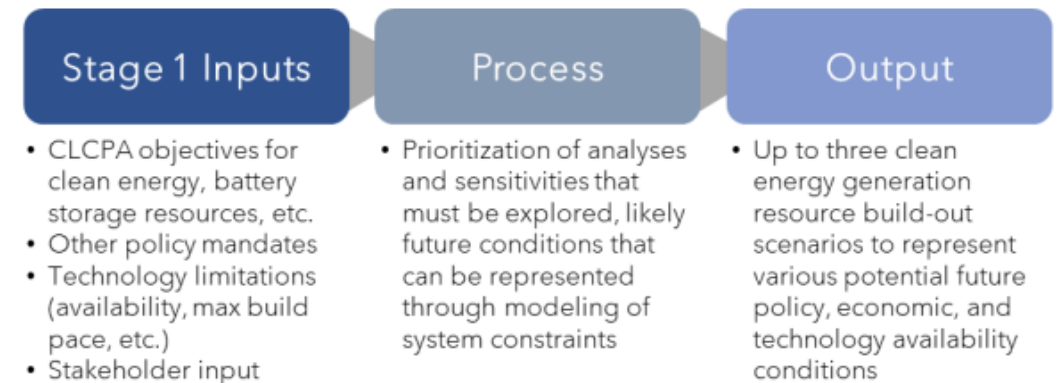 Stage 1 Inputs
• CLCPA objectives for
clean energy, battery
storage resources, etc.
• Other policy mandates
• Technology limitations
(availability, max build
pace, etc.)
• Stakeholder input
Process
• Prioritization of analyses
and sensitivities that
must be explored, likely
future conditions that
can be represented
through modeling of
system constraints
Output
• Up to three clean
energy generation
resource build-out
scenarios to represent
various potential future
policy, economic, and
technology availability
conditions